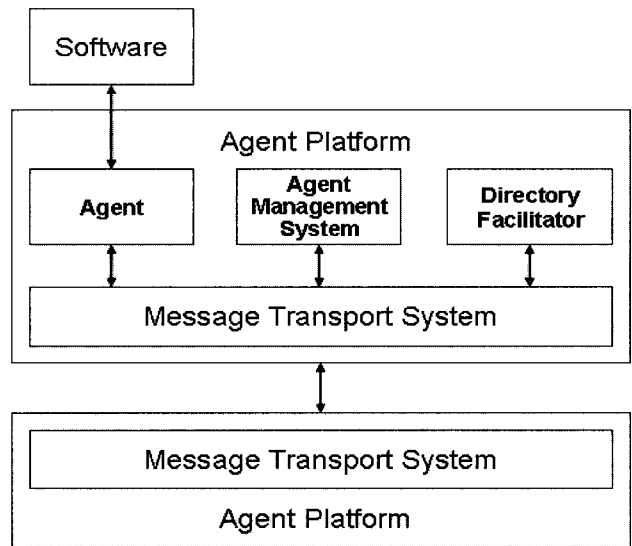 Software
Agent Platform
Agent
Agent
Management
System
Directory
Facilitator
Message Transport System
Message Transport System
Agent Platform